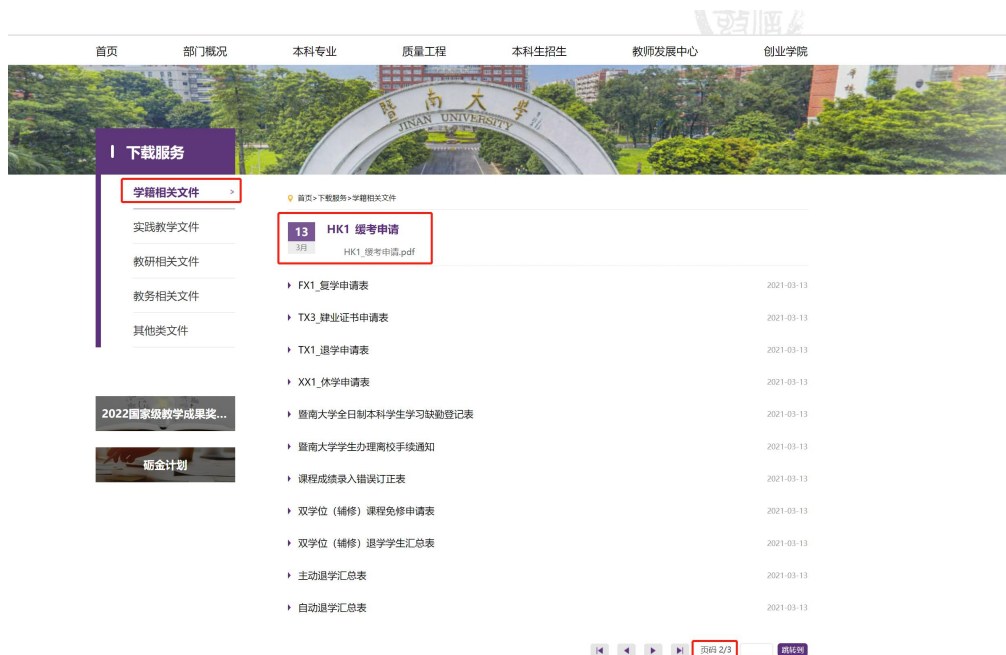 首页 部门概况 本科专业 质量工程 本科生招生 教师发展中心 创业学院
暨南大学
JINAN UNIVERSITY
下载服务
学籍相关文件 >
实践教学文件
教研相关文件
教务相关文件
其他类文件
2022国家级教学成果奖...
砺金计划
首页>下载服务>学籍相关文件
13 HK1 缓考申请
3月 HK1_缓考申请.pdf
FX1_复学申请表 2021-03-13
TX3_肄业证书申请表 2021-03-13
TX1_退学申请表 2021-03-13
XX1_休学申请表 2021-03-13
暨南大学全日制本科学生学习缺勤登记表 2021-03-13
暨南大学学生办理离校手续通知 2021-03-13
课程成绩录入错误订正表 2021-03-13
双学位（辅修）课程免修申请表 2021-03-13
双学位（辅修）退学学生汇总表 2021-03-13
主动退学汇总表 2021-03-13
自动退学汇总表 2021-03-13
页码 2/3 跳转到